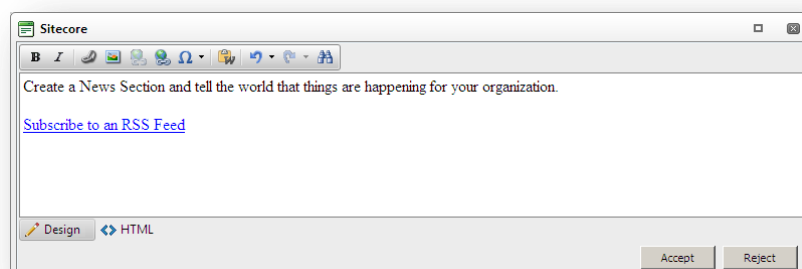 Sitecore
B I Ω
Create a News Section and tell the world that things are happening for your organization.
Subscribe to an RSS Feed
Design HTML
Accept Reject